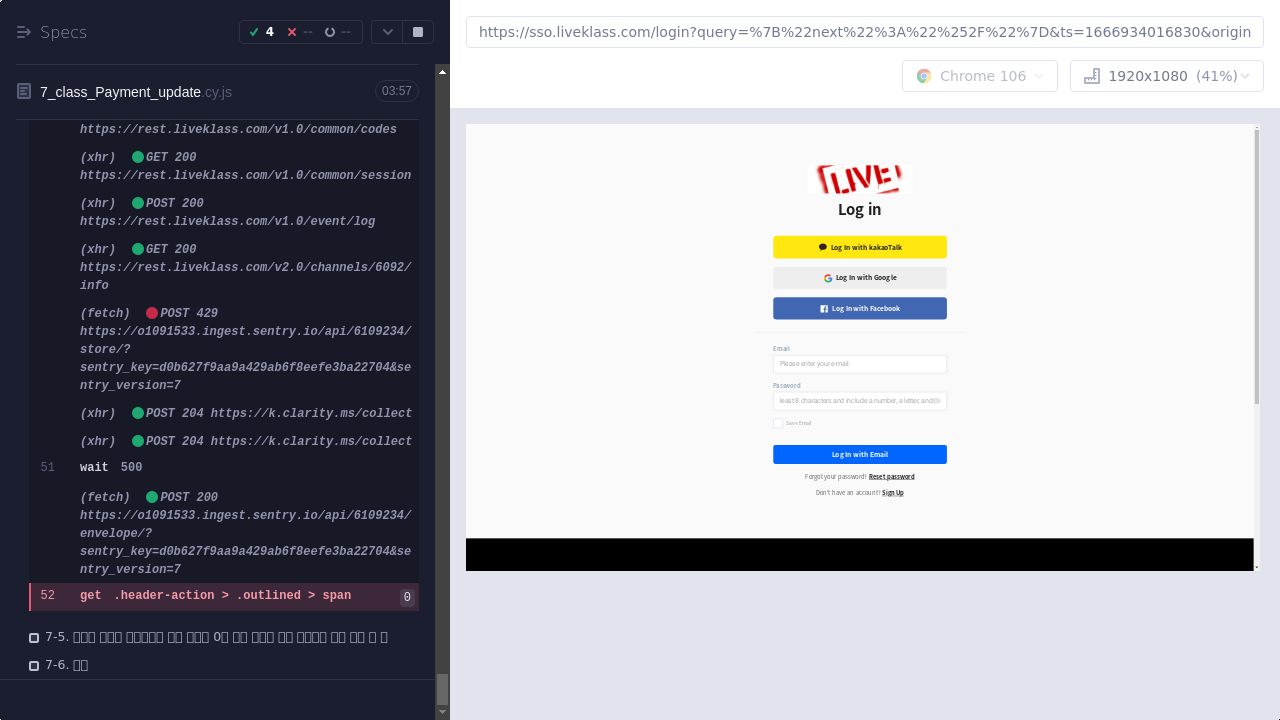 Specs
4
--
--
https://sso.liveklass.com/login?query=%7B%22next%22%3A%22%252F%22%7D&ts=1666934016830&origin
Chrome 106
1920x1080 (41%)
7_class_Payment_update.cy.js
03:57
https://rest.liveklass.com/v1.0/common/codes
(xhr) GET 200
https://rest.liveklass.com/v1.0/common/session
(xhr) POST 200
https://rest.liveklass.com/v1.0/event/log
(xhr) GET 200
https://rest.liveklass.com/v2.0/channels/6092/
info
(fetch) POST 429
https://o1091533.ingest.sentry.io/api/6109234/
store/?
sentry_key=d0b627f9aa9a429ab6f8eefe3ba22704&se
ntry_version=7
(xhr) POST 204 https://k.clarity.ms/collect
(xhr) POST 204 https://k.clarity.ms/collect
51 wait 500
(fetch) POST 200
https://o1091533.ingest.sentry.io/api/6109234/
envelope/?
sentry_key=d0b627f9aa9a429ab6f8eefe3ba22704&se
ntry_version=7
52 get .header-action > .outlined > span 0
7-5.
7-6.
LIVE!
Log in
Log In with kakaoTalk
Log In with Google
Log In with Facebook
Email
Please enter your e-mail.
Password
least 8 characters and include a number, a letter, and
Save Email
Log In with Email
Forgot your password? Reset password
Don't have an account? Sign Up